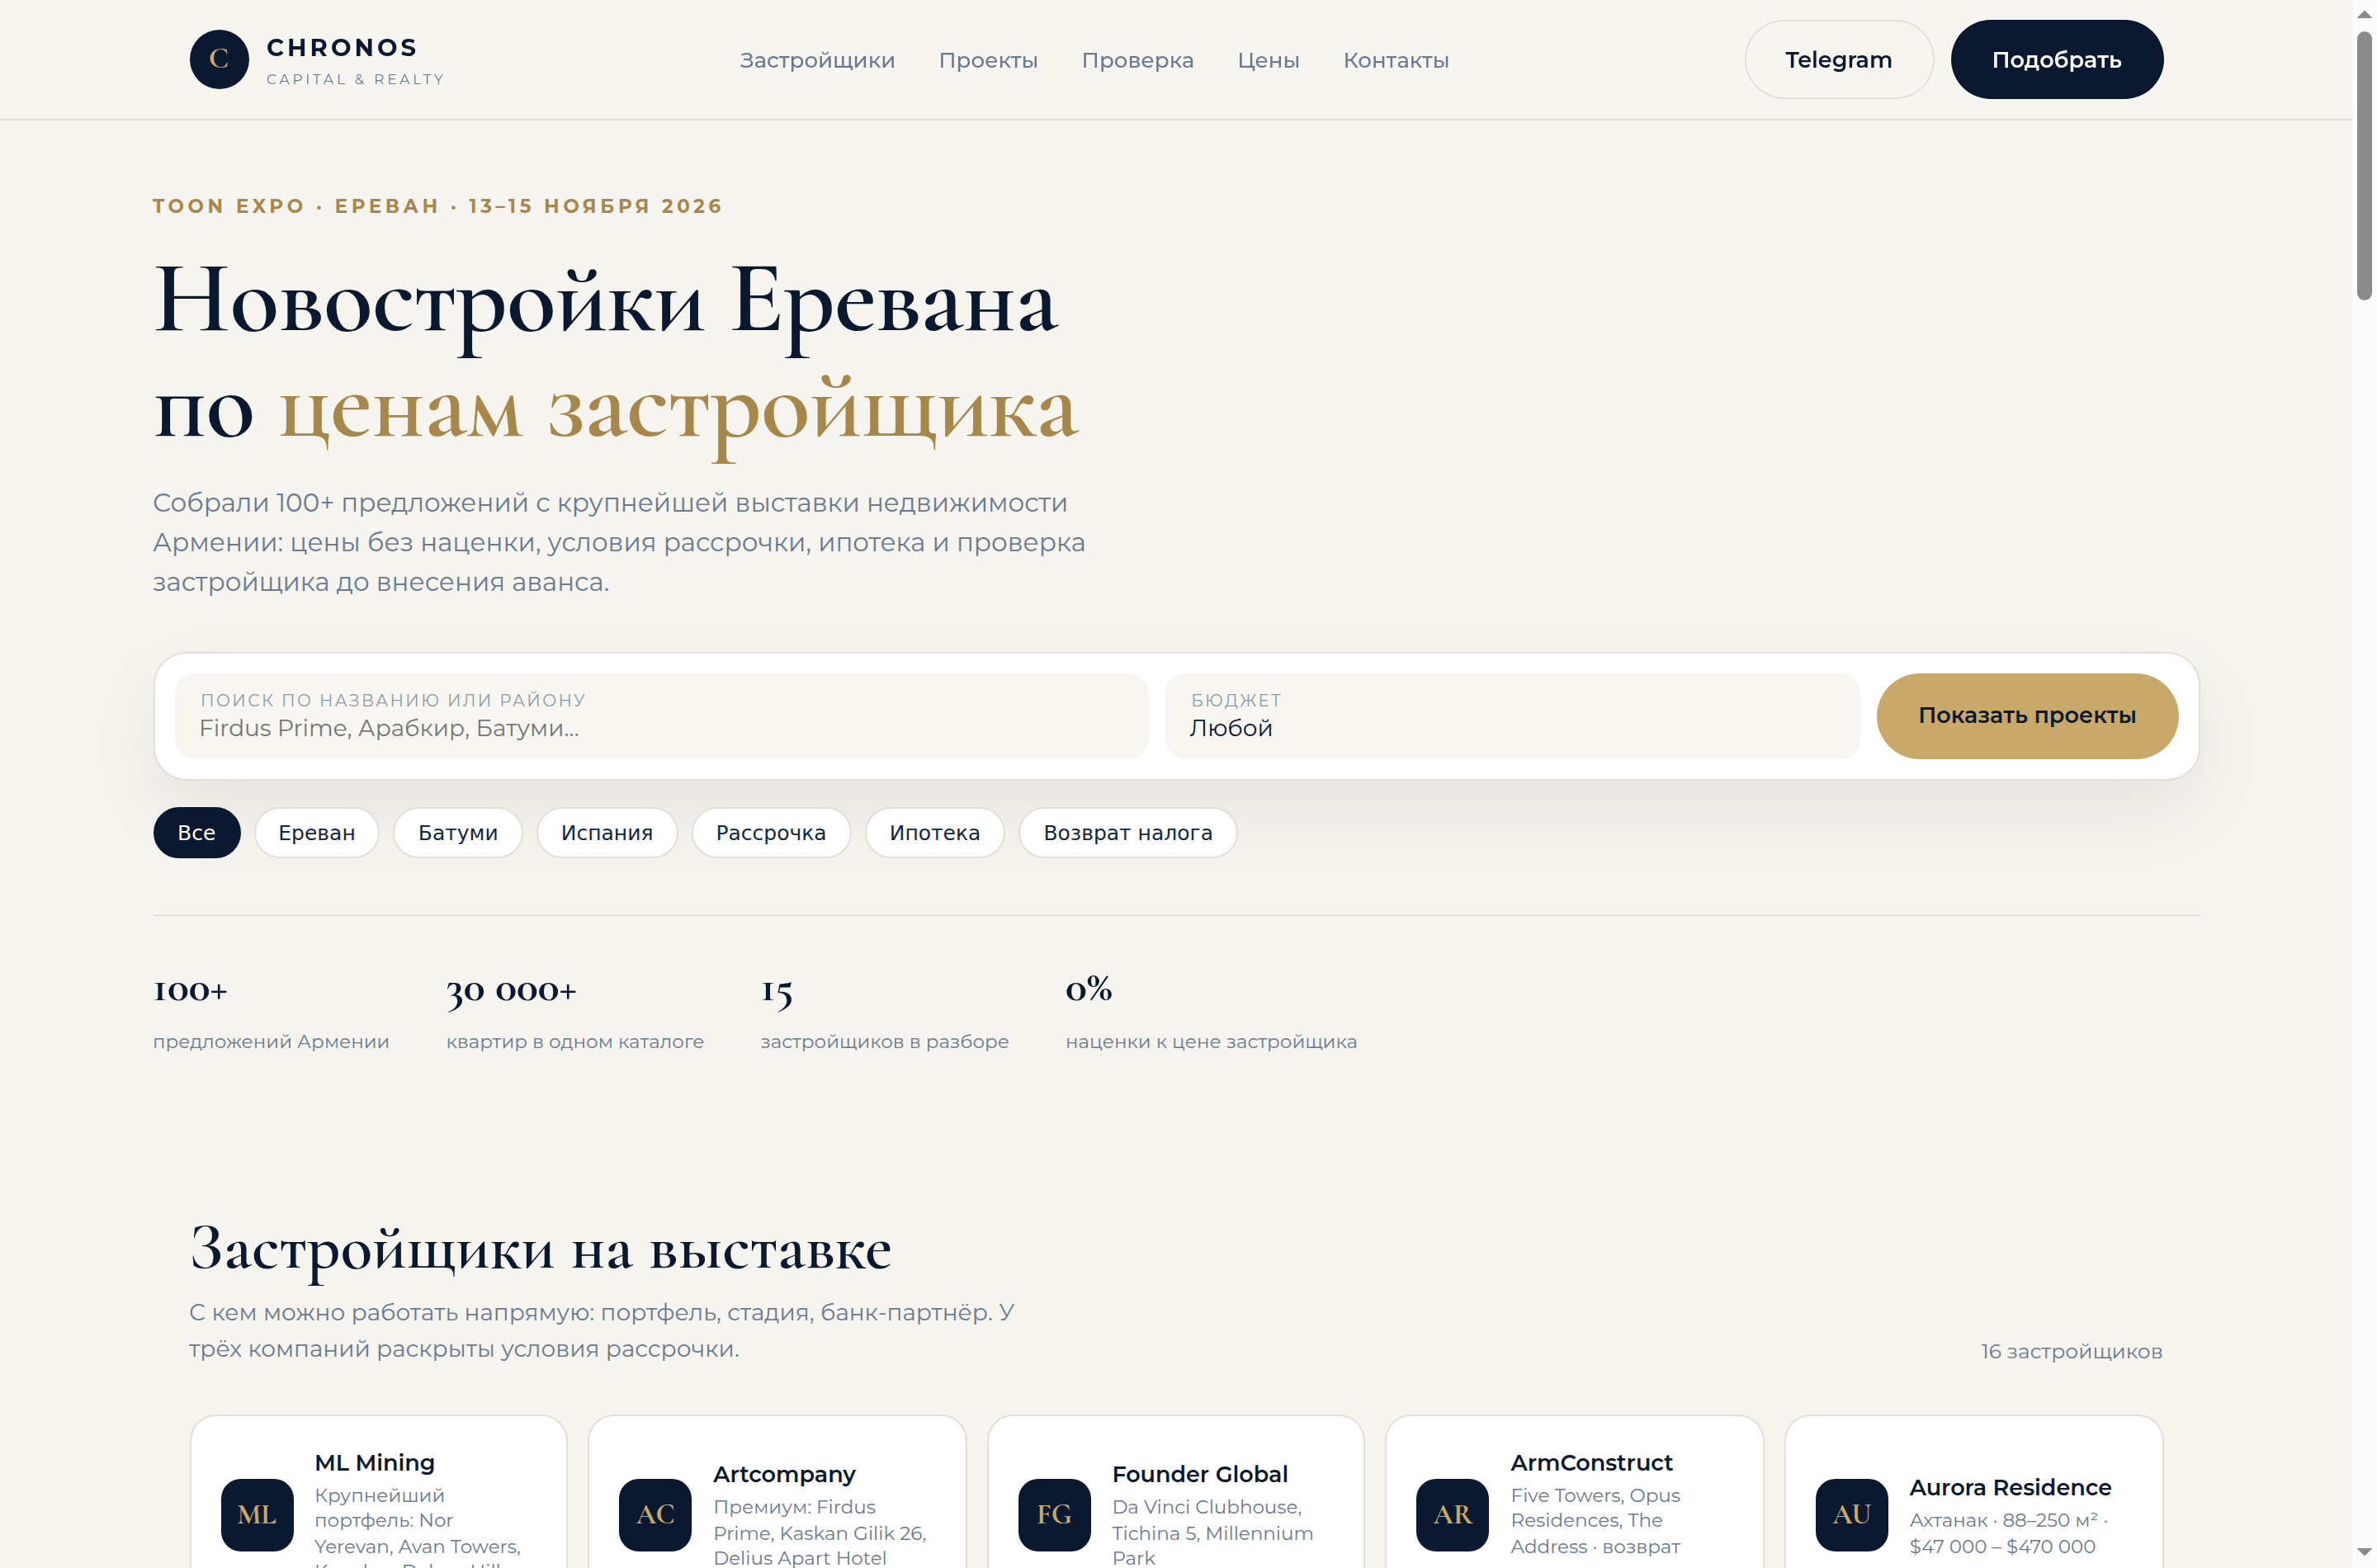 C
CHRONOS
CAPITAL & REALTY
Застройщики
Проекты
Проверка
Цены
Контакты
Telegram
Подобрать
TOON EXPO · ЕРЕВАН · 13–15 НОЯБРЯ 2026
Новостройки Еревана
по ценам застройщика
Собрали 100+ предложений с крупнейшей выставки недвижимости
Армении: цены без наценки, условия рассрочки, ипотека и проверка
застройщика до внесения аванса.
ПОИСК ПО НАЗВАНИЮ ИЛИ РАЙОНУ
Firdus Prime, Арабкир, Батуми...
БЮДЖЕТ
Любой
Показать проекты
Все
Ереван
Батуми
Испания
Рассрочка
Ипотека
Возврат налога
100+
предложений Армении
30 000+
квартир в одном каталоге
15
застройщиков в разборе
0%
наценки к цене застройщика
Застройщики на выставке
С кем можно работать напрямую: портфель, стадия, банк-партнёр. У
трёх компаний раскрыты условия рассрочки.
16 застройщиков
ML
ML Mining
Крупнейший
портфель: Nor
Yerevan, Avan Towers,
AC
Artcompany
Премиум: Firdus
Prime, Kaskan Gilik 26,
Delius Apart Hotel
FG
Founder Global
Da Vinci Clubhouse,
Tichina 5, Millennium
Park
AR
ArmConstruct
Five Towers, Opus
Residences, The
Address · возврат
AU
Aurora Residence
Ахтанак · 88–250 м² ·
$47 000 – $470 000